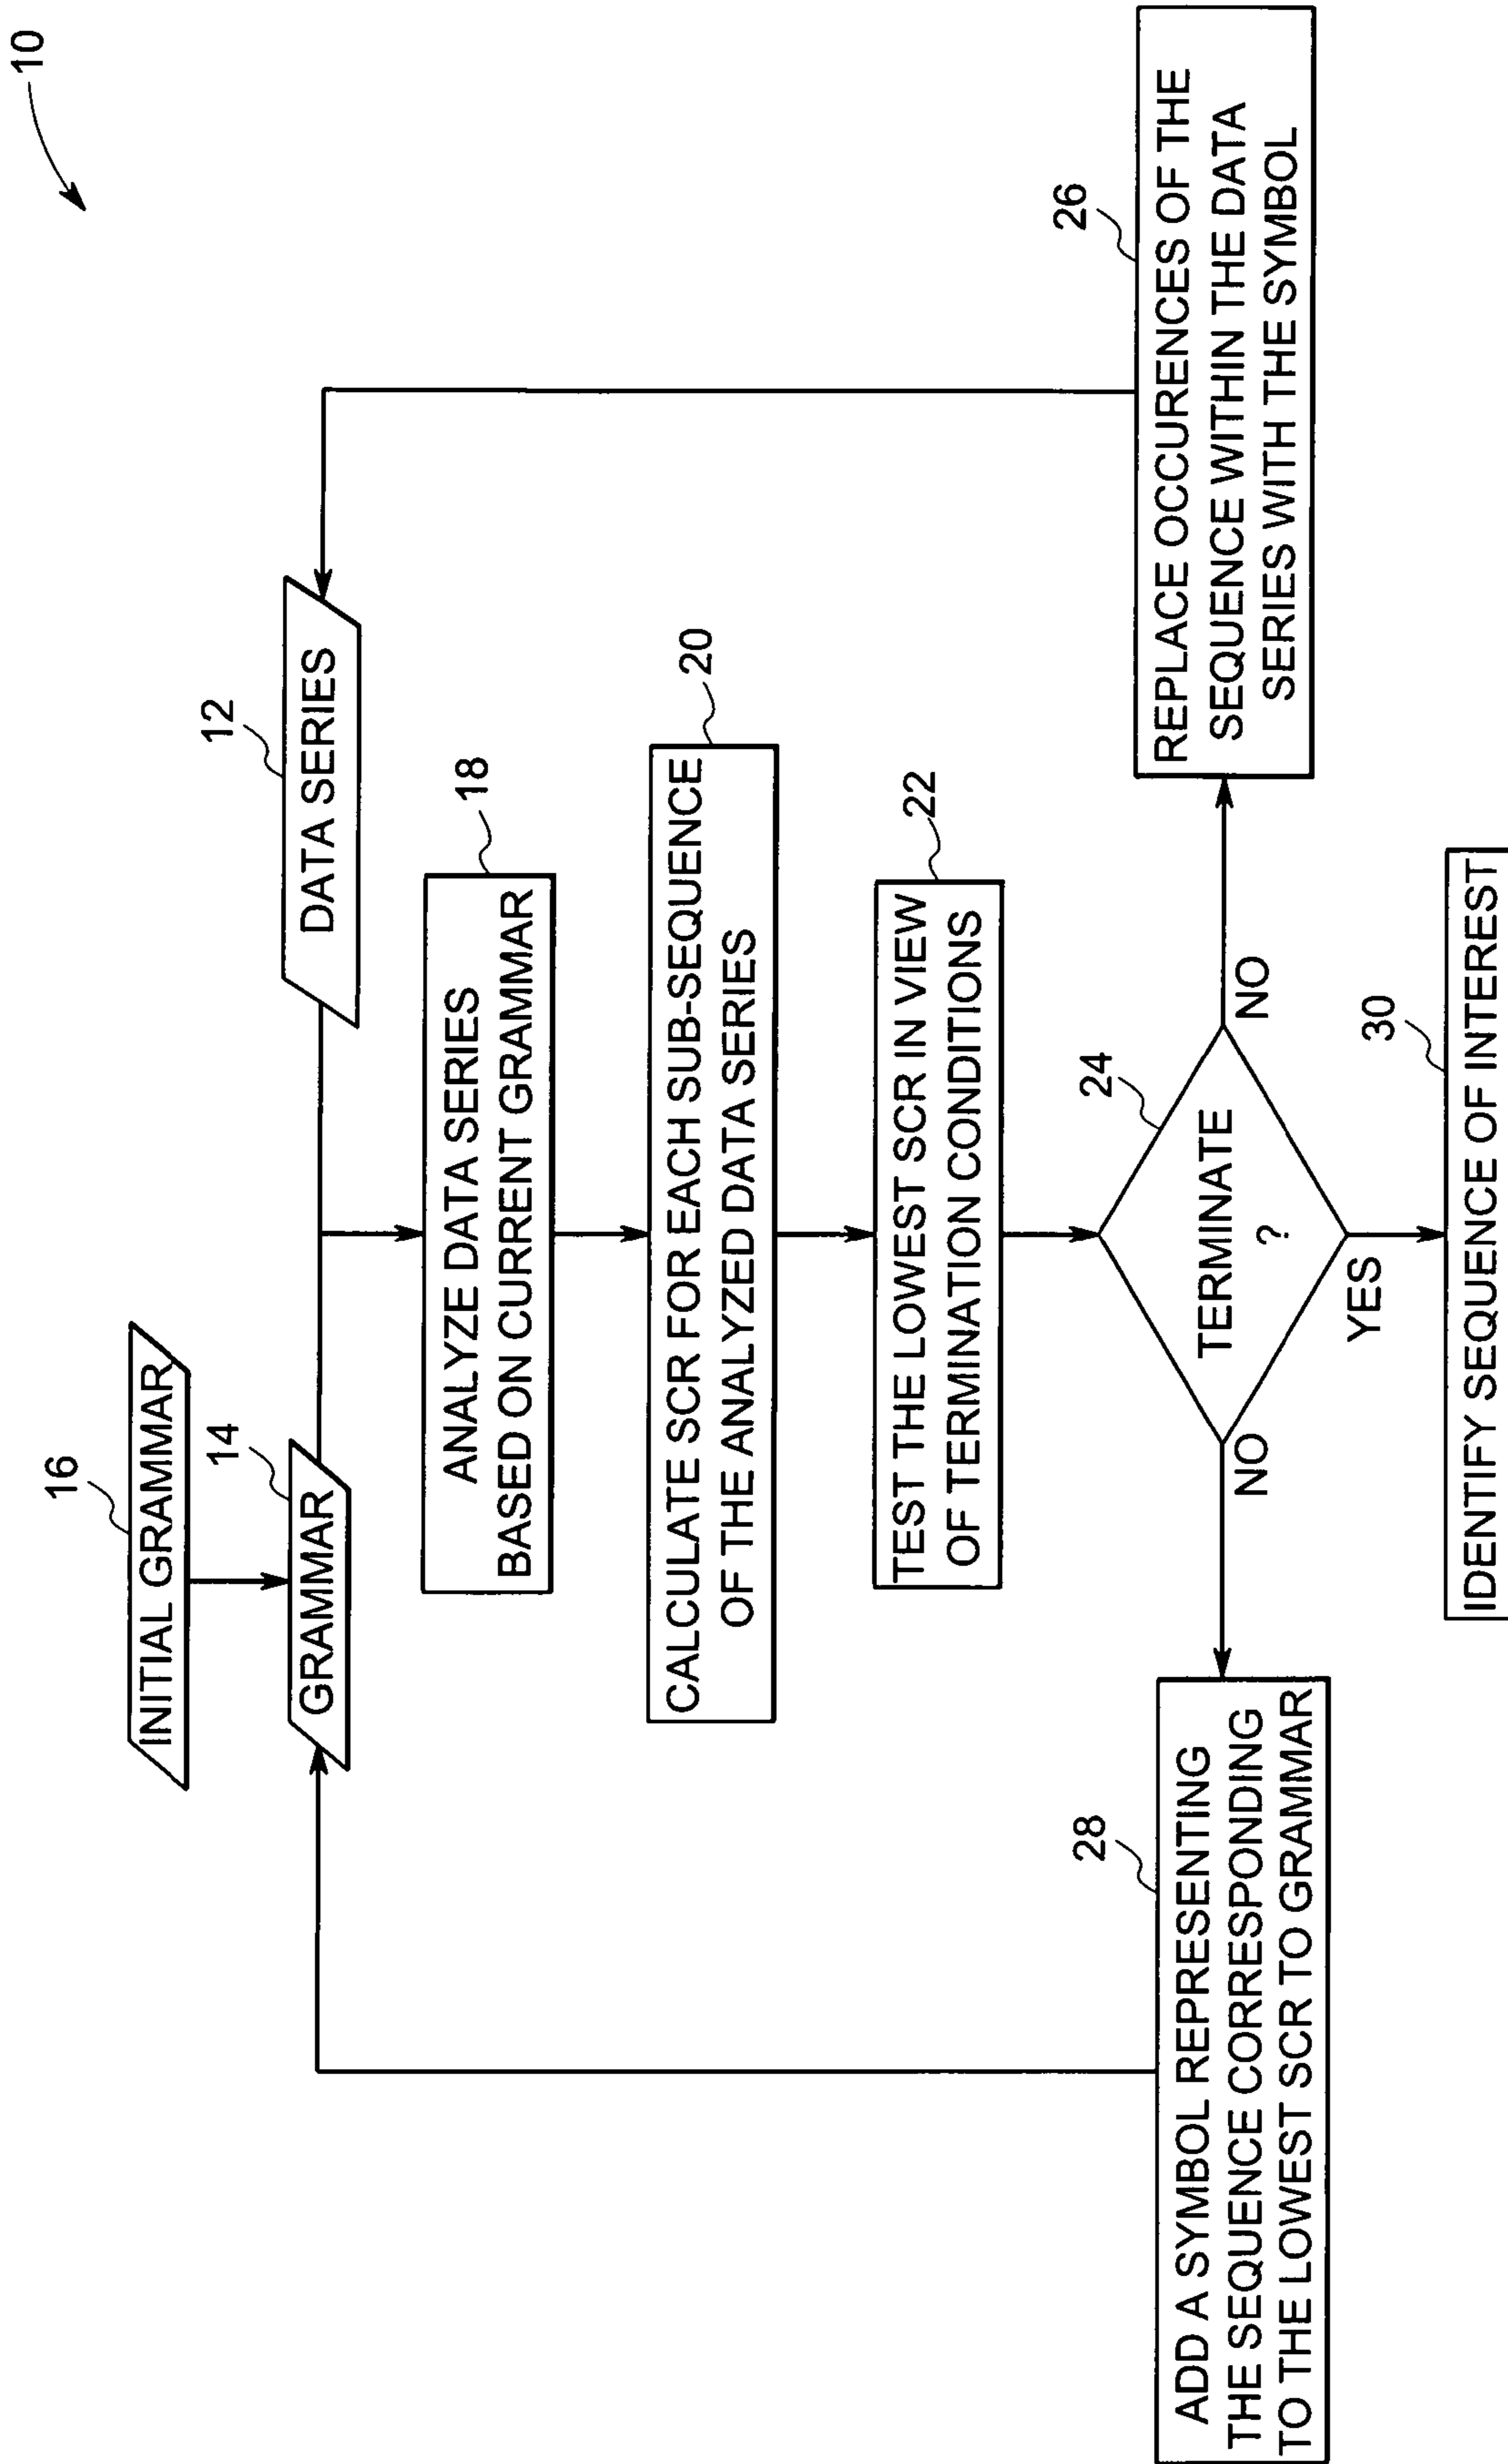 10
16
INITIAL GRAMMAR
14
GRAMMAR
12
DATA SERIES
18
ANALYZE DATA SERIES
BASED ON CURRENT GRAMMAR
20
CALCULATE SCR FOR EACH SUB-SEQUENCE
OF THE ANALYZED DATA SERIES
22
TEST THE LOWEST SCR IN VIEW
OF TERMINATION CONDITIONS
24
TERMINATE
?
NO
NO
YES
28
ADD A SYMBOL REPRESENTING
THE SEQUENCE CORRESPONDING
TO THE LOWEST SCR TO GRAMMAR
26
REPLACE OCCURENCES OF THE
SEQUENCE WITHIN THE DATA
SERIES WITH THE SYMBOL
30
IDENTIFY SEQUENCE OF INTEREST